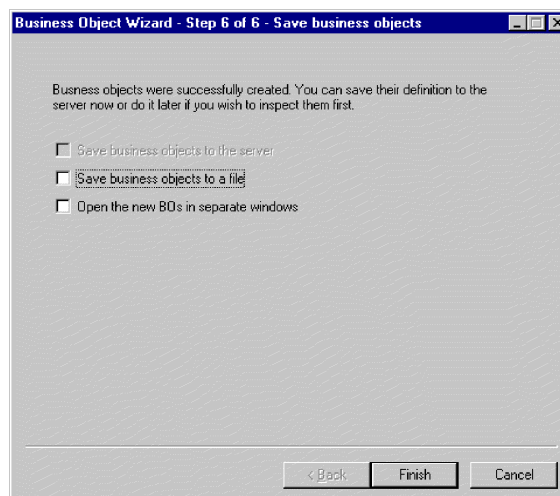 Business Object Wizard - Step 6 of 6 - Save business objects
Busness objects were successfully created. You can save their definition to the
server now or do it later if you wish to inspect them first.
Save business objects to the server
Save business objects to a file
Open the new BOs in separate windows
< Back
Finish
Cancel